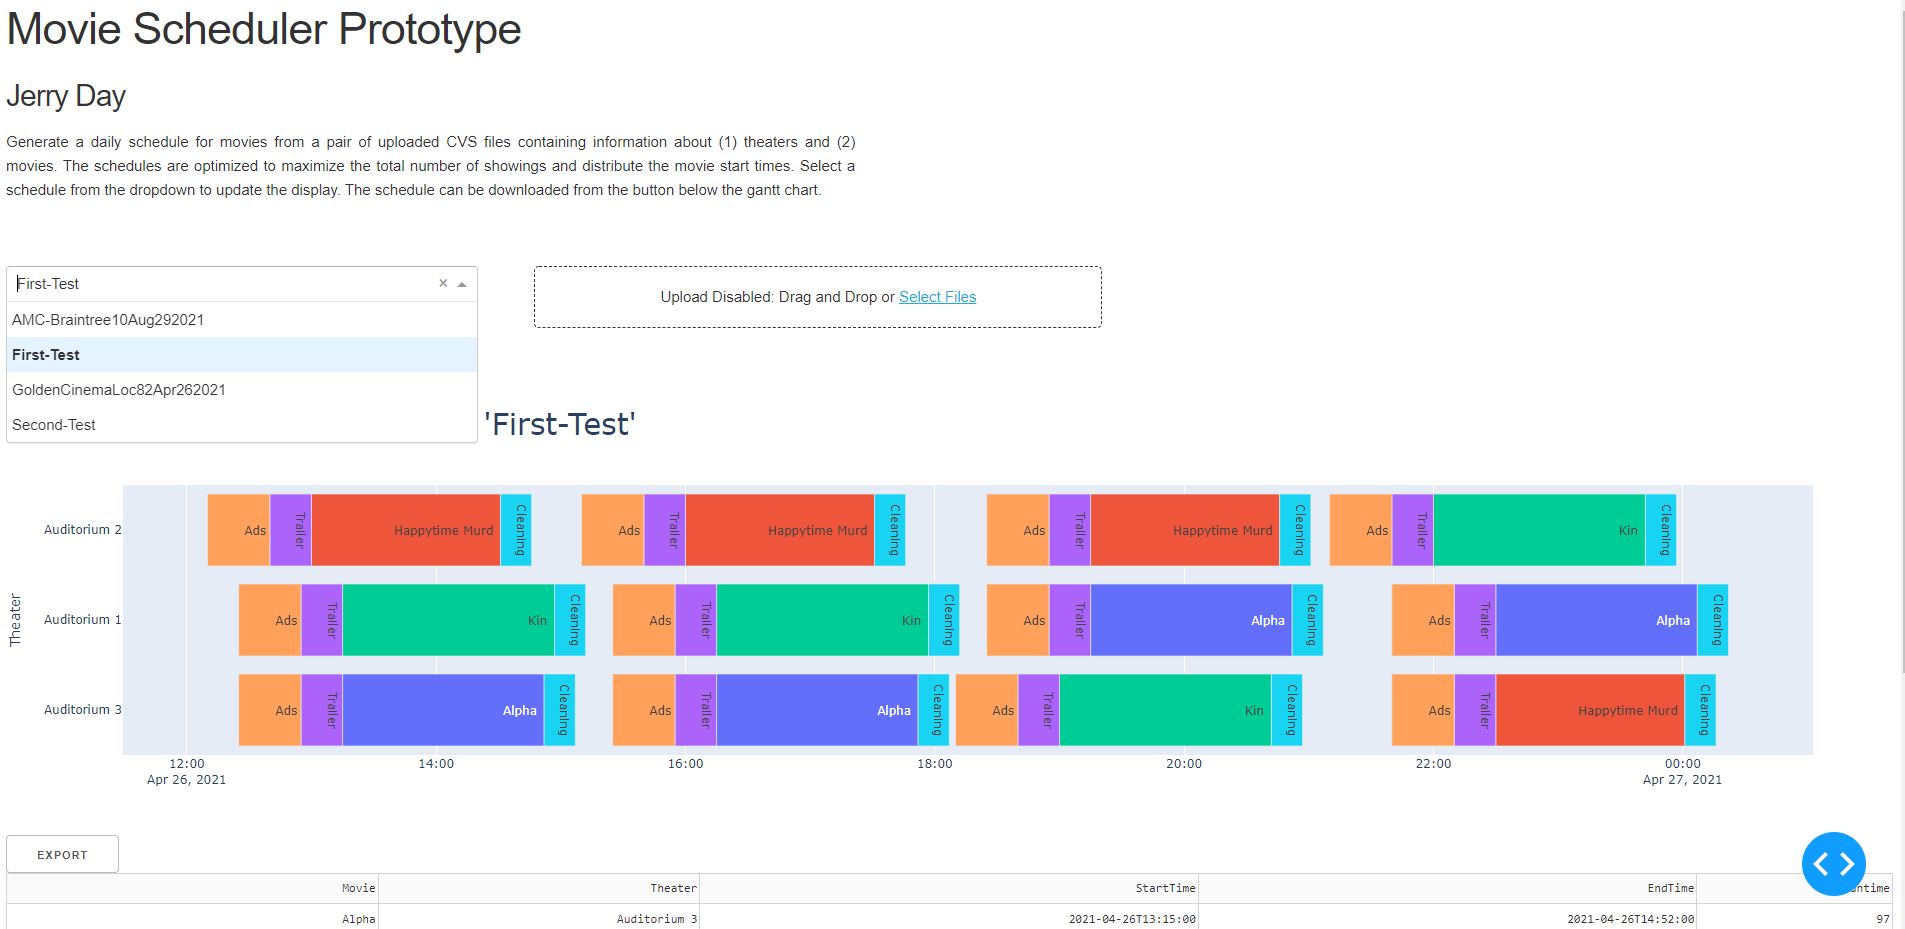 Movie Scheduler Prototype
Jerry Day
Generate a daily schedule for movies from a pair of uploaded CVS files containing information about (1) theaters and (2)
movies. The schedules are optimized to maximize the total number of showings and distribute the movie start times. Select a
schedule from the dropdown to update the display. The schedule can be downloaded from the button below the gantt chart.
First-Test ×
Upload Disabled: Drag and Drop or Select Files
AMC-Braintree10Aug292021
First-Test
GoldenCinemaLoc82Apr262021
Second-Test
'First-Test'
Theater
Auditorium 2
Ads Trailer Happytime Murd Cleaning Ads Trailer Happytime Murd Cleaning Ads Trailer Happytime Murd Cleaning Ads Trailer Kin Cleaning
Auditorium 1
Ads Trailer Kin Cleaning Ads Trailer Kin Cleaning Ads Trailer Alpha Cleaning Ads Trailer Alpha Cleaning
Auditorium 3
Ads Trailer Alpha Cleaning Ads Trailer Alpha Cleaning Ads Trailer Kin Cleaning Ads Trailer Happytime Murd Cleaning
12:00 14:00 16:00 18:00 20:00 22:00 00:00
Apr 26, 2021 Apr 27, 2021
EXPORT
Movie Theater StartTime EndTime ntime
Alpha Auditorium 3 2021-04-26T13:15:00 2021-04-26T14:52:00 97